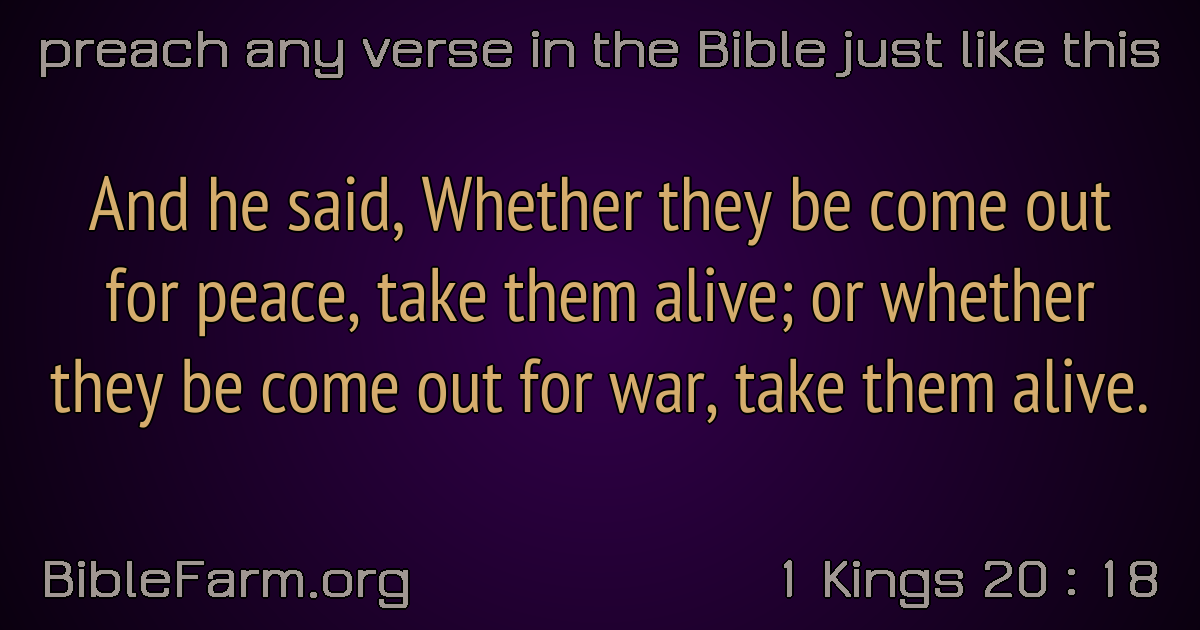 preach any verse in the Bible just like this
And he said, Whether they be come out
for peace, take them alive; or whether
they be come out for war, take them alive.
BibleFarm.org
1 Kings 20 : 18